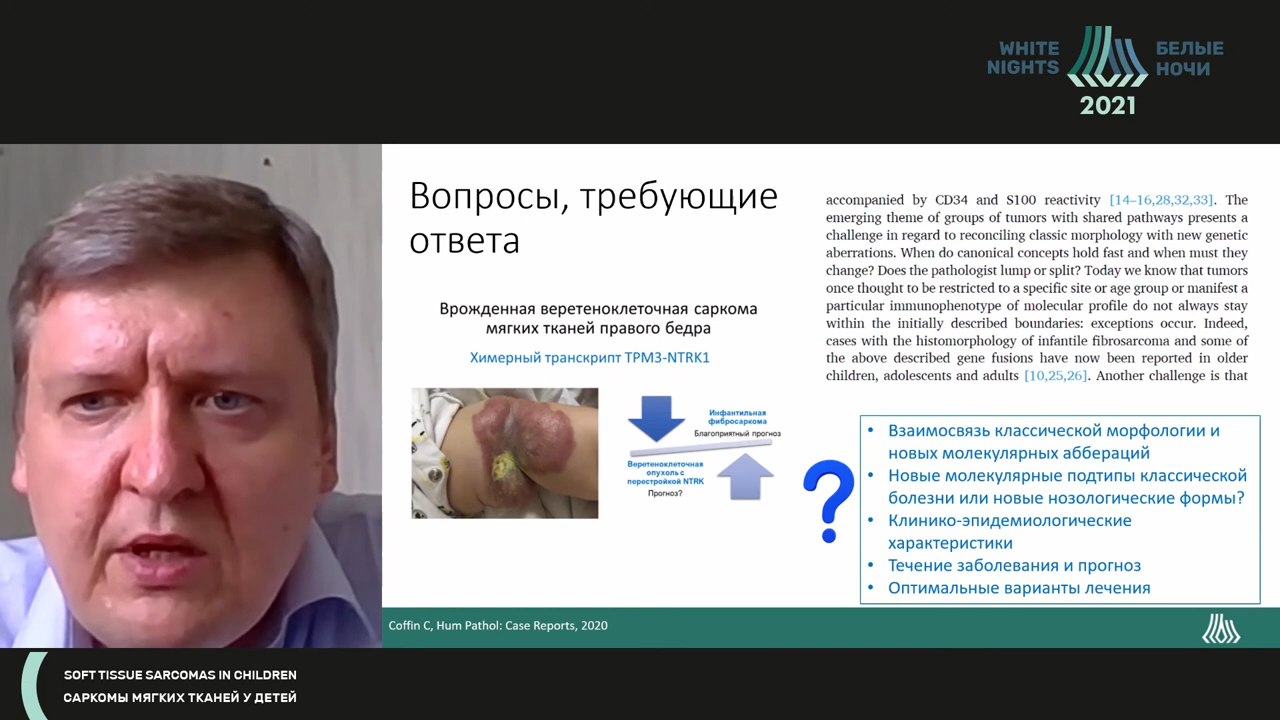 WHITE
NIGHTS
БЕЛЫЕ
НОЧИ
2021
Вопросы, требующие
ответа
Врожденная веретеноклеточная саркома
мягких тканей правого бедра
Химерный транскрипт TPM3-NTRK1
Инфантильная
фибросаркома
Благоприятный прогноз
Веретеноклеточная
опухоль с
перестройкой NTRK
Прогноз?
accompanied by CD34 and S100 reactivity [14–16,28,32,33]. The
emerging theme of groups of tumors with shared pathways presents a
challenge in regard to reconciling classic morphology with new genetic
aberrations. When do canonical concepts hold fast and when must they
change? Does the pathologist lump or split? Today we know that tumors
once thought to be restricted to a specific site or age group or manifest a
particular immunophenotype of molecular profile do not always stay
within the initially described boundaries: exceptions occur. Indeed,
cases with the histomorphology of infantile fibrosarcoma and some of
the above described gene fusions have now been reported in older
children, adolescents and adults [10,25,26]. Another challenge is that
?
• Взаимосвязь классической морфологии и
новых молекулярных аббераций
• Новые молекулярные подтипы классической
болезни или новые нозологические формы?
• Клинико-эпидемиологические
характеристики
• Течение заболевания и прогноз
• Оптимальные варианты лечения
Coffin C, Hum Pathol: Case Reports, 2020
SOFT TISSUE SARCOMAS IN CHILDREN
САРКОМЫ МЯГКИХ ТКАНЕЙ У ДЕТЕЙ